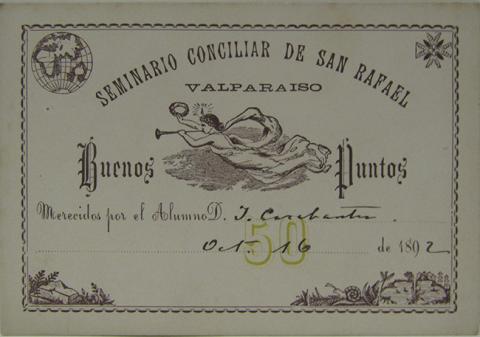 SEMINARIO CONCILIAR DE SAN RAFAEL
VALPARAISO
Buenos Puntos
Merecidos por el Alumno D. J.
Oct. 16 de 1892
50